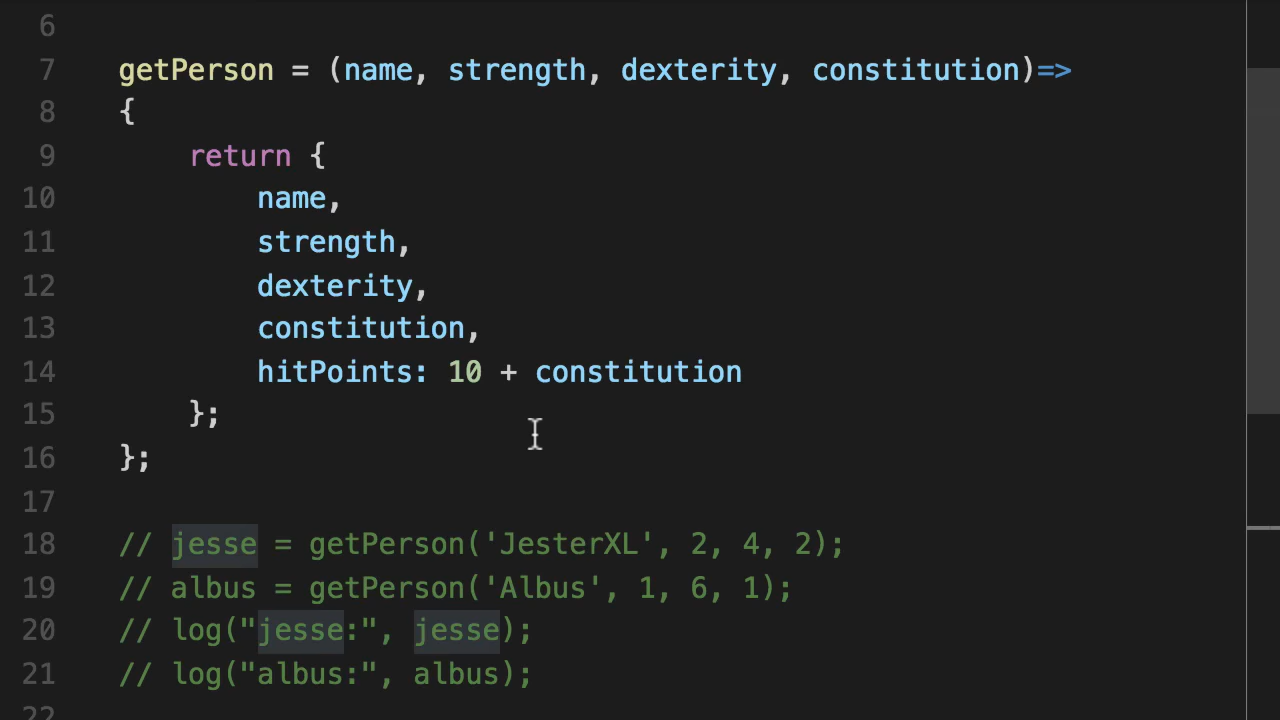 6
7 getPerson = (name, strength, dexterity, constitution)=>
8 {
9 return {
10 name,
11 strength,
12 dexterity,
13 constitution,
14 hitPoints: 10 + constitution
15 };
16 };
17
18 // jesse = getPerson('JesterXL', 2, 4, 2);
19 // albus = getPerson('Albus', 1, 6, 1);
20 // log("jesse:", jesse);
21 // log("albus:", albus);
22